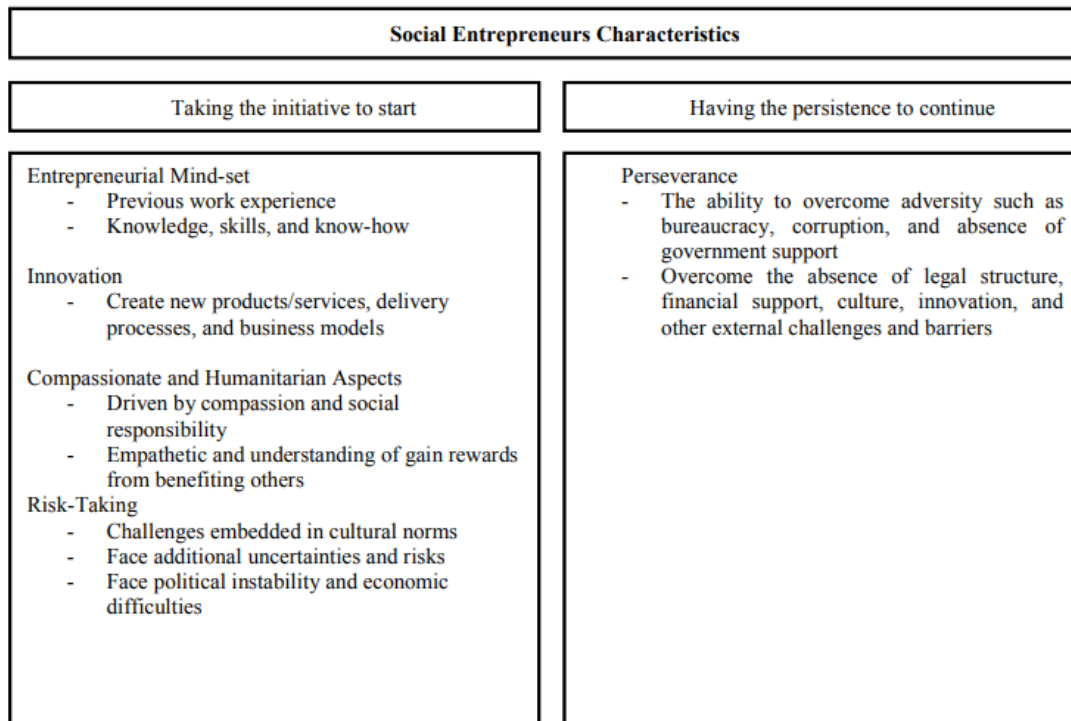 Social Entrepreneurs Characteristics
Taking the initiative to start
Having the persistence to continue
Entrepreneurial Mind-set
- Previous work experience
- Knowledge, skills, and know-how
Innovation
- Create new products/services, delivery
processes, and business models
Compassionate and Humanitarian Aspects
- Driven by compassion and social
responsibility
- Empathetic and understanding of gain rewards
from benefiting others
Risk-Taking
- Challenges embedded in cultural norms
- Face additional uncertainties and risks
- Face political instability and economic
difficulties
Perseverance
- The ability to overcome adversity such as
bureaucracy, corruption, and absence of
government support
- Overcome the absence of legal structure,
financial support, culture, innovation, and
other external challenges and barriers